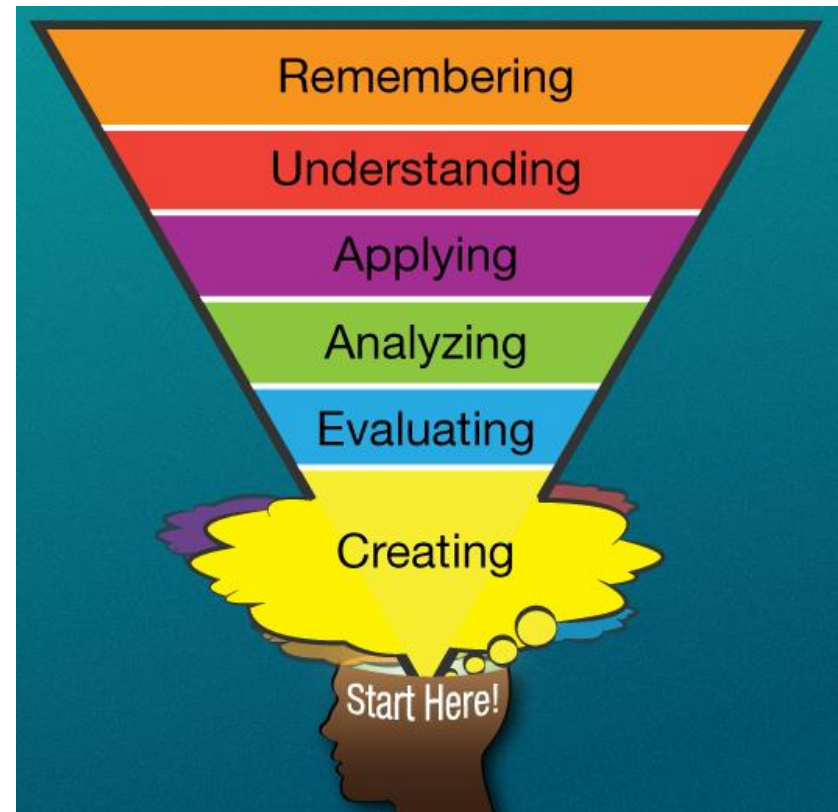 Remembering
Understanding
Applying
Analyzing
Evaluating
Creating
Start Here!